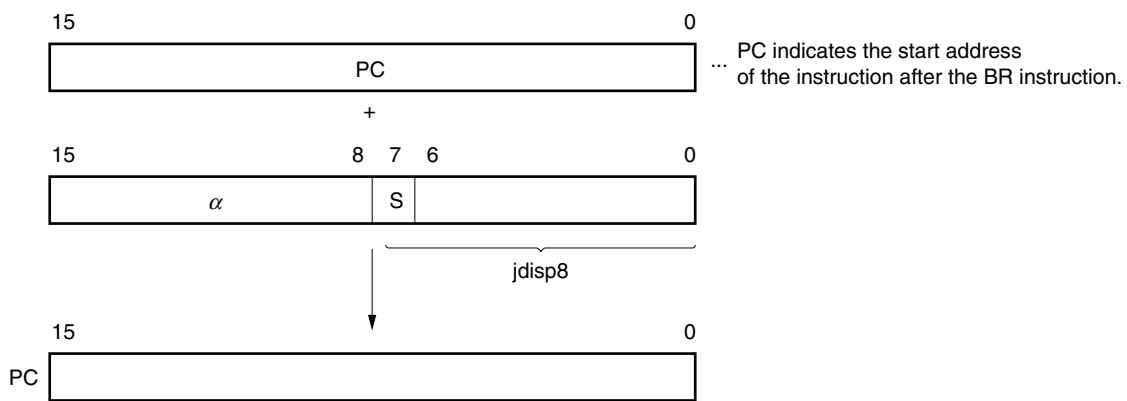 15 0
PC
... PC indicates the start address
of the instruction after the BR instruction.
+
15 8 7 6 0
α S
jdisp8
15 0
PC